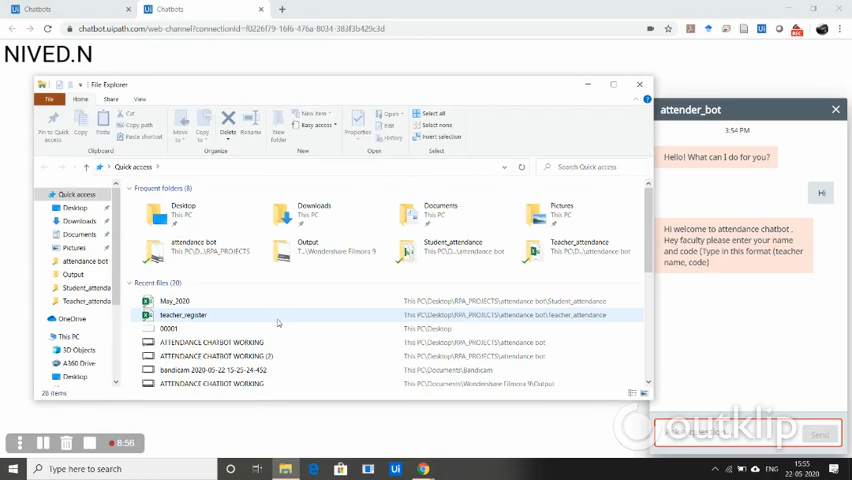 Chatbots
Chatbots
chatbot.uipath.com/web-channel?connectionId=f0226f79-16f6-476a-8034-383f3b429c3d
NIVED.N
File Explorer
File
Home
Share
View
Pin to Quick access
Copy
Paste
Cut
Copy path
Paste shortcut
Clipboard
Move to
Copy to
Delete
Rename
Organize
New folder
New item
Easy access
New
Properties
Open
Edit
History
Open
Select all
Select none
Invert selection
Select
Quick access
Search Quick access
Quick access
Desktop
Downloads
Documents
Pictures
attendance bot
Output
Student_attenda
Teacher_attenda
OneDrive
This PC
3D Objects
A360 Drive
Desktop
Frequent folders (8)
Desktop
This PC
Downloads
This PC
Documents
This PC
Pictures
This PC
attendance bot
This PC\D...\RPA_PROJECTS
Output
T...\Wondershare Filmora 9
Student_attendance
This PC\D...\attendance bot
Teacher_attendance
This PC\D...\attendance bot
Recent files (20)
May_2020 This PC\Desktop\RPA_PROJECTS\attendance bot\Student_attendance
teacher_register This PC\Desktop\RPA_PROJECTS\attendance bot\Teacher_attendance
00001 This PC\Desktop
ATTENDANCE CHATBOT WORKING This PC\Desktop\RPA_PROJECTS\attendance bot
ATTENDANCE CHATBOT WORKING (2) This PC\Desktop\RPA_PROJECTS\attendance bot
bandicam 2020-05-22 15-25-24-452 This PC\Documents\Bandicam
ATTENDANCE CHATBOT WORKING This PC\Documents\Wondershare Filmora 9\Output
28 items
attender_bot
3:54 PM
Hello! What can I do for you?
Hi
Hi welcome to attendance chatbot .
Hey faculty please enter your name
and code (Type in this format (teacher
name, code)
Send
outklip
8:56
Type here to search
Ui
ENG
15:55
22-05-2020